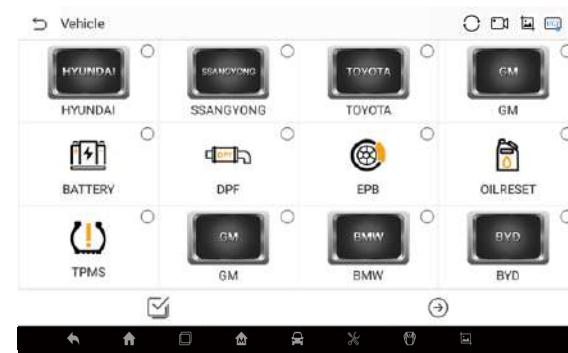 Vehicle
HYUNDAI SSANGYONG TOYOTA GM
HYUNDAI SSANGYONG TOYOTA GM
DPF
BATTERY DPF EPB OILRESET
GM BMW BYD
TPMS GM BMW BYD